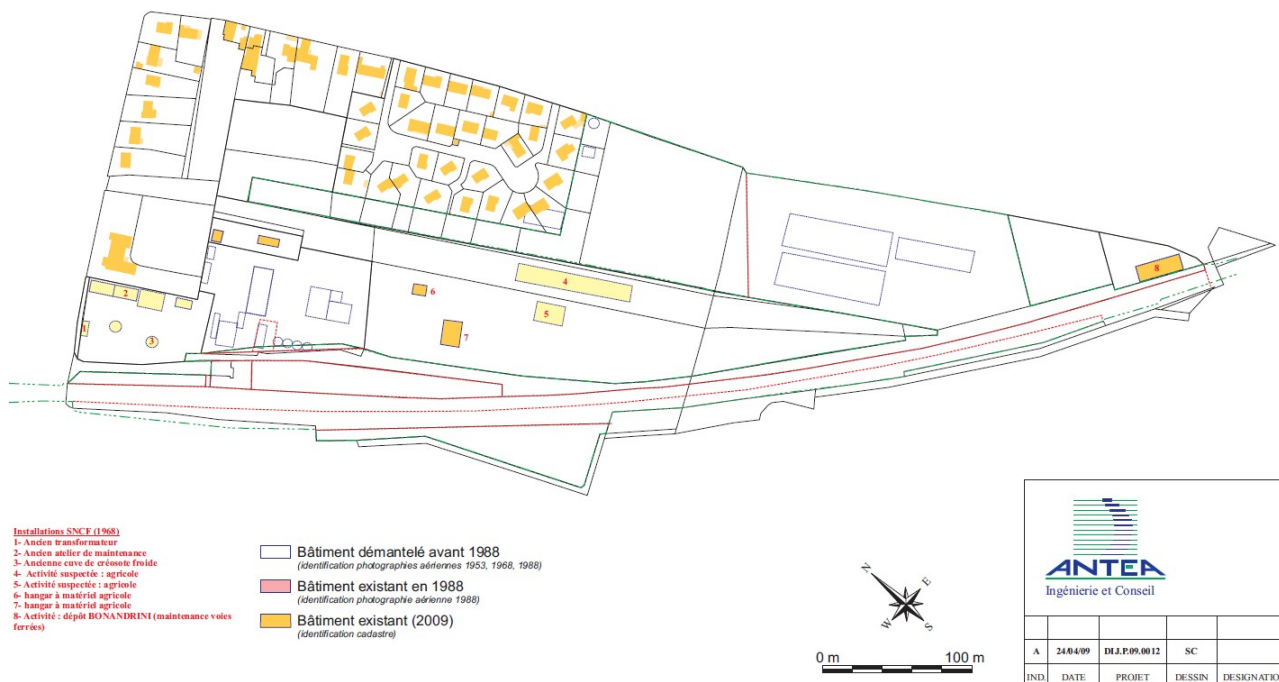 2
1
3
6
7
4
5
8
Installations SNCF (1968)
1- Ancien transformateur
2- Ancien atelier de maintenance
3- Ancienne cuve de créosote froide
4- Activité suspectée : agricole
5- Activité suspectée : agricole
6- hangar à matériel agricole
7- hangar à matériel agricole
8- Activité : dépôt BONANDRINI (maintenance voies
ferrées)
Bâtiment démantelé avant 1988
(identification photographies aériennes 1953, 1968, 1988)
Bâtiment existant en 1988
(identification photographie aérienne 1988)
Bâtiment existant (2009)
(identification cadastre)
N
E
W
S
0 m
100 m
ANTEA
Ingénierie et Conseil
A 24/04/09 DIJ.P.09.0012 SC
IND. DATE PROJET DESSIN DESIGNATIO